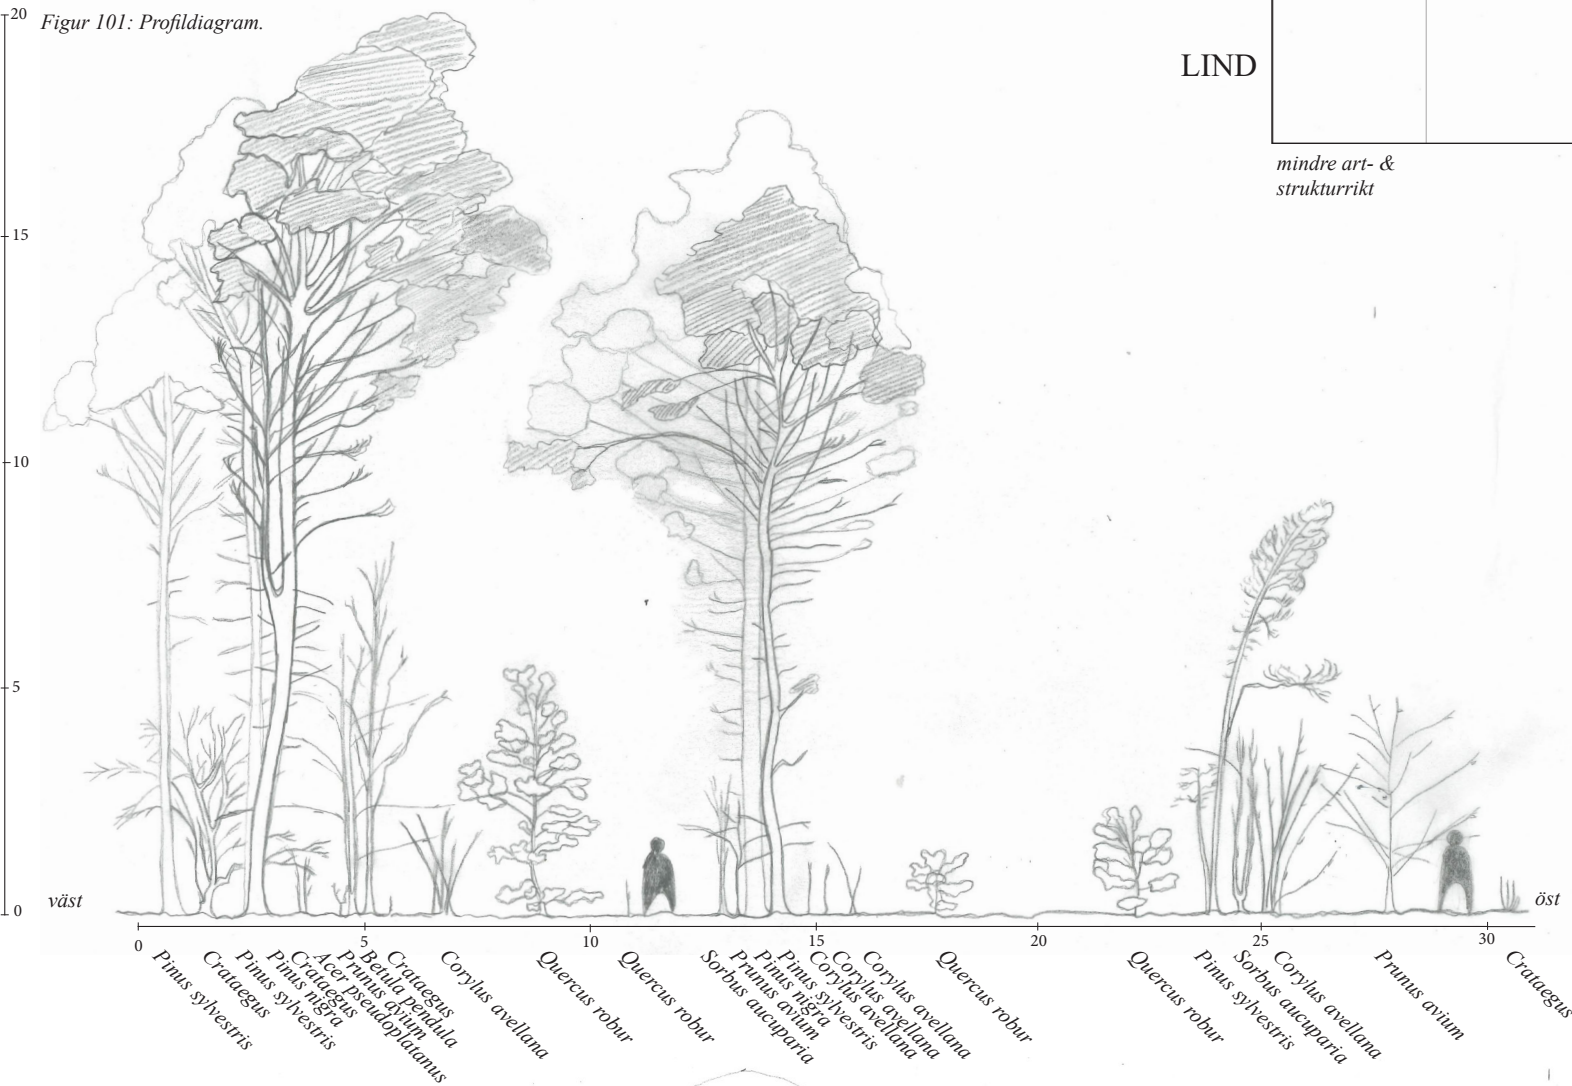 20
Figur 101: Profildiagram.
LIND
mindre art- &
strukturrikt
15
10
5
0
väst
öst
0
5
10
15
20
25
30
Pinus sylvestris
Crataegus
Pinus sylvestris
Pinus nigra
Crataegus
Acer pseudoplatanus
Prunus avium
Betula pendula
Crataegus
Corylus avellana
Quercus robur
Quercus robur
Sorbus aucuparia
Prunus avium
Pinus nigra
Pinus sylvestris
Corylus avellana
Corylus avellana
Corylus avellana
Quercus robur
Quercus robur
Pinus sylvestris
Sorbus aucuparia
Corylus avellana
Prunus avium
Crataegus